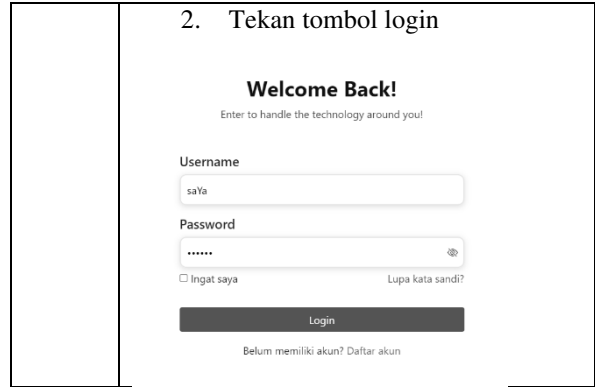 2. Tekan tombol login
Welcome Back!
Enter to handle the technology around you!
Username
saYa
Password
••••••
Ingat saya Lupa kata sandi?
Login
Belum memiliki akun? Daftar akun